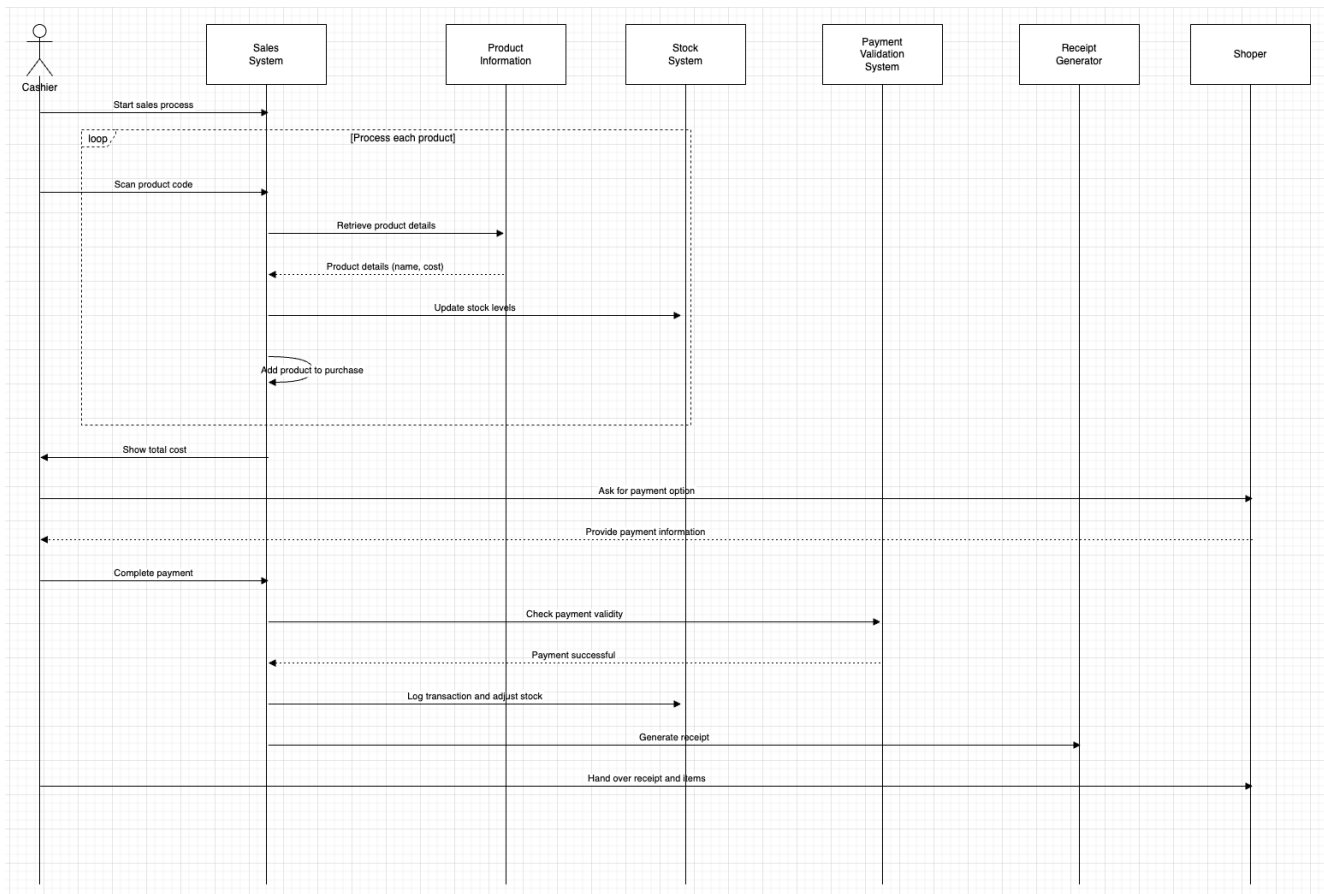 Cashier
Sales
System
Product
Information
Stock
System
Payment
Validation
System
Receipt
Generator
Shoper
Start sales process
loop
[Process each product]
Scan product code
Retrieve product details
Product details (name, cost)
Update stock levels
Add product to purchase
Show total cost
Ask for payment option
Provide payment information
Complete payment
Check payment validity
Payment successful
Log transaction and adjust stock
Generate receipt
Hand over receipt and items